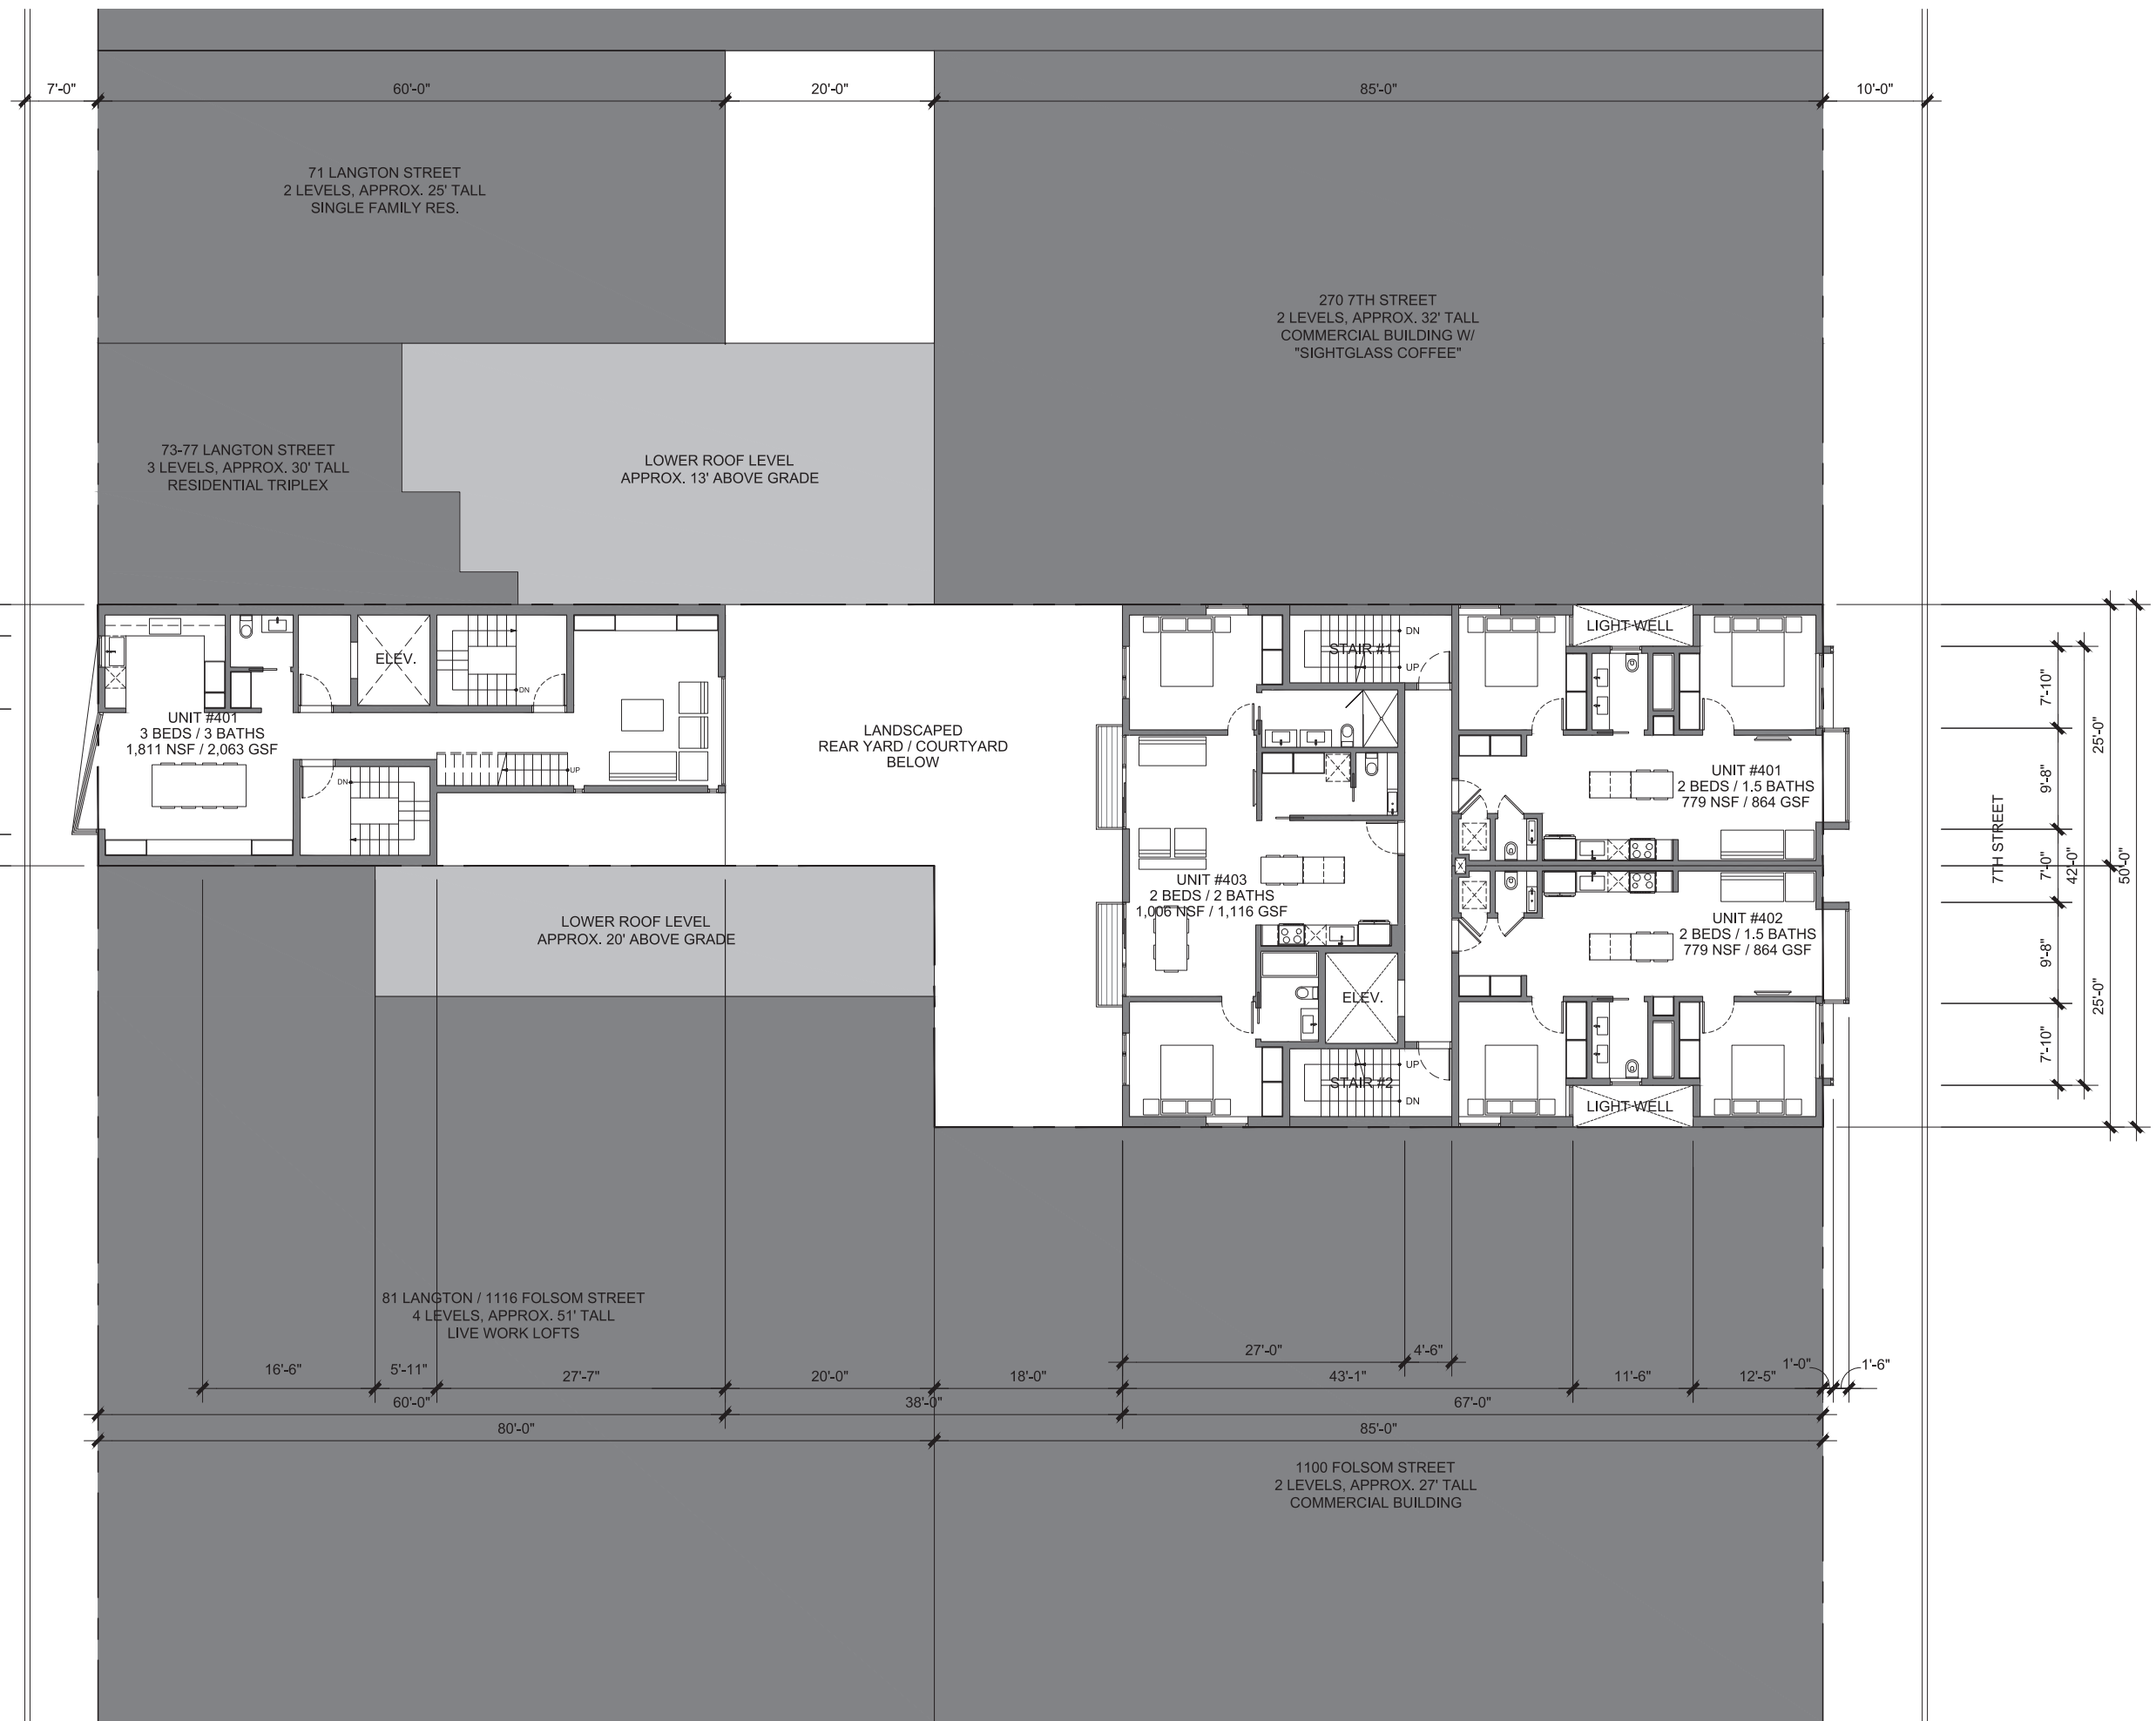 7'-0"
60'-0"
20'-0"
85'-0"
10'-0"
71 LANGTON STREET
2 LEVELS, APPROX. 25' TALL
SINGLE FAMILY RES.
270 7TH STREET
2 LEVELS, APPROX. 32' TALL
COMMERCIAL BUILDING W/
"SIGHTGLASS COFFEE"
73-77 LANGTON STREET
3 LEVELS, APPROX. 30' TALL
RESIDENTIAL TRIPLEX
LOWER ROOF LEVEL
APPROX. 13' ABOVE GRADE
ELEV.
DN
UNIT #401
3 BEDS / 3 BATHS
1,811 NSF / 2,063 GSF
UP
DN
LANDSCAPED
REAR YARD / COURTYARD
BELOW
STAIR #1
DN
UP
LIGHT WELL
UNIT #401
2 BEDS / 1.5 BATHS
779 NSF / 864 GSF
X
UNIT #403
2 BEDS / 2 BATHS
1,006 NSF / 1,116 GSF
UNIT #402
2 BEDS / 1.5 BATHS
779 NSF / 864 GSF
ELEV.
STAIR #2
UP
DN
LIGHT WELL
7TH STREET
7'-10"
9'-8"
7'-0"
9'-8"
7'-10"
42'-0"
25'-0"
25'-0"
50'-0"
LOWER ROOF LEVEL
APPROX. 20' ABOVE GRADE
81 LANGTON / 1116 FOLSOM STREET
4 LEVELS, APPROX. 51' TALL
LIVE WORK LOFTS
27'-0"
4'-6"
16'-6"
5'-11"
27'-7"
20'-0"
18'-0"
43'-1"
11'-6"
12'-5"
1'-0"
1'-6"
60'-0"
38'-0"
67'-0"
80'-0"
85'-0"
1100 FOLSOM STREET
2 LEVELS, APPROX. 27' TALL
COMMERCIAL BUILDING